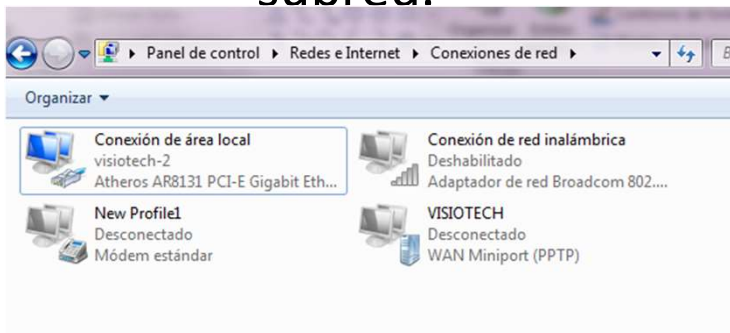 subred.
Panel de control ▸ Redes e Internet ▸ Conexiones de red ▸
Organizar
Conexión de área local
visiotech-2
Atheros AR8131 PCI-E Gigabit Eth...
Conexión de red inalámbrica
Deshabilitado
Adaptador de red Broadcom 802....
New Profile1
Desconectado
Módem estándar
VISIOTECH
Desconectado
WAN Miniport (PPTP)